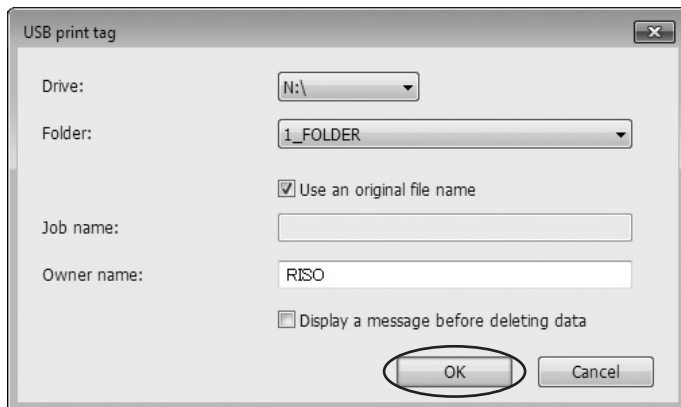 USB print tag
Drive: N:\
Folder: 1_FOLDER
Use an original file name
Job name:
Owner name: RISO
Display a message before deleting data
OK Cancel